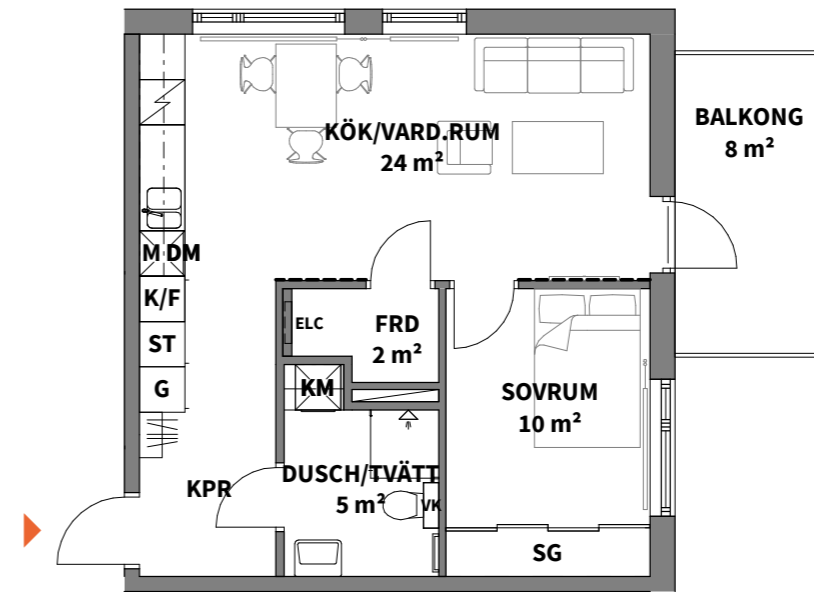 KÖK/VARD.RUM
24 m²
BALKONG
8 m²
M DM
K/F
ST
G
ELC
FRD
2 m²
KM
SOVRUM
10 m²
DUSCH/TVÄTT
5 m²
VK
KPR
SG